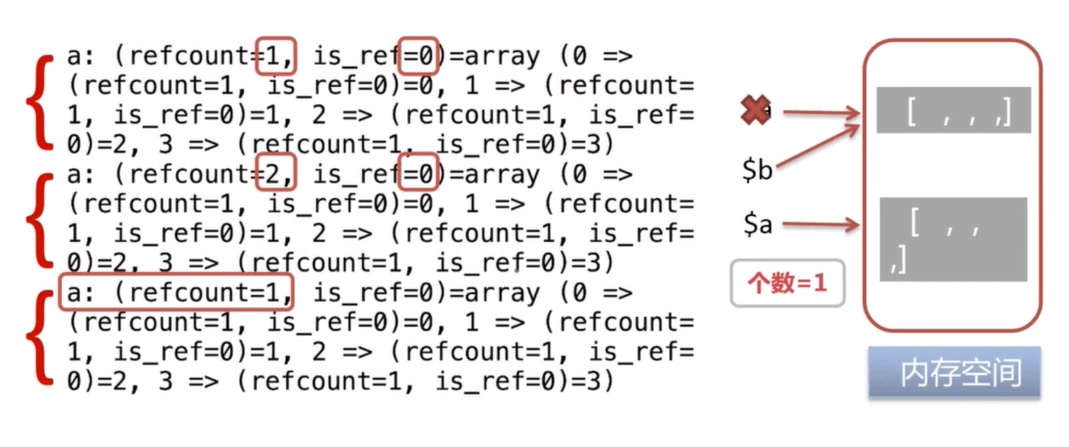 a: (refcount=1, is_ref=0)=array (0 =>
(refcount=1, is_ref=0)=0, 1 => (refcount=
1, is_ref=0)=1, 2 => (refcount=1, is_ref=
0)=2, 3 => (refcount=1, is_ref=0)=3)
a: (refcount=2, is_ref=0)=array (0 =>
(refcount=1, is_ref=0)=0, 1 => (refcount=
1, is_ref=0)=1, 2 => (refcount=1, is_ref=
0)=2, 3 => (refcount=1, is_ref=0)=3)
a: (refcount=1, is_ref=0)=array (0 =>
(refcount=1, is_ref=0)=0, 1 => (refcount=
1, is_ref=0)=1, 2 => (refcount=1, is_ref=
0)=2, 3 => (refcount=1, is_ref=0)=3)
$b
$a
个数=1
[ , , ,]
[ , ,
,]
内存空间